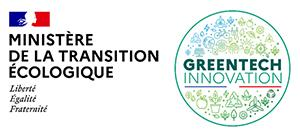 MINISTÈRE
DE LA TRANSITION
ÉCOLOGIQUE
Liberté
Égalité
Fraternité
GREENTECH
INNOVATION